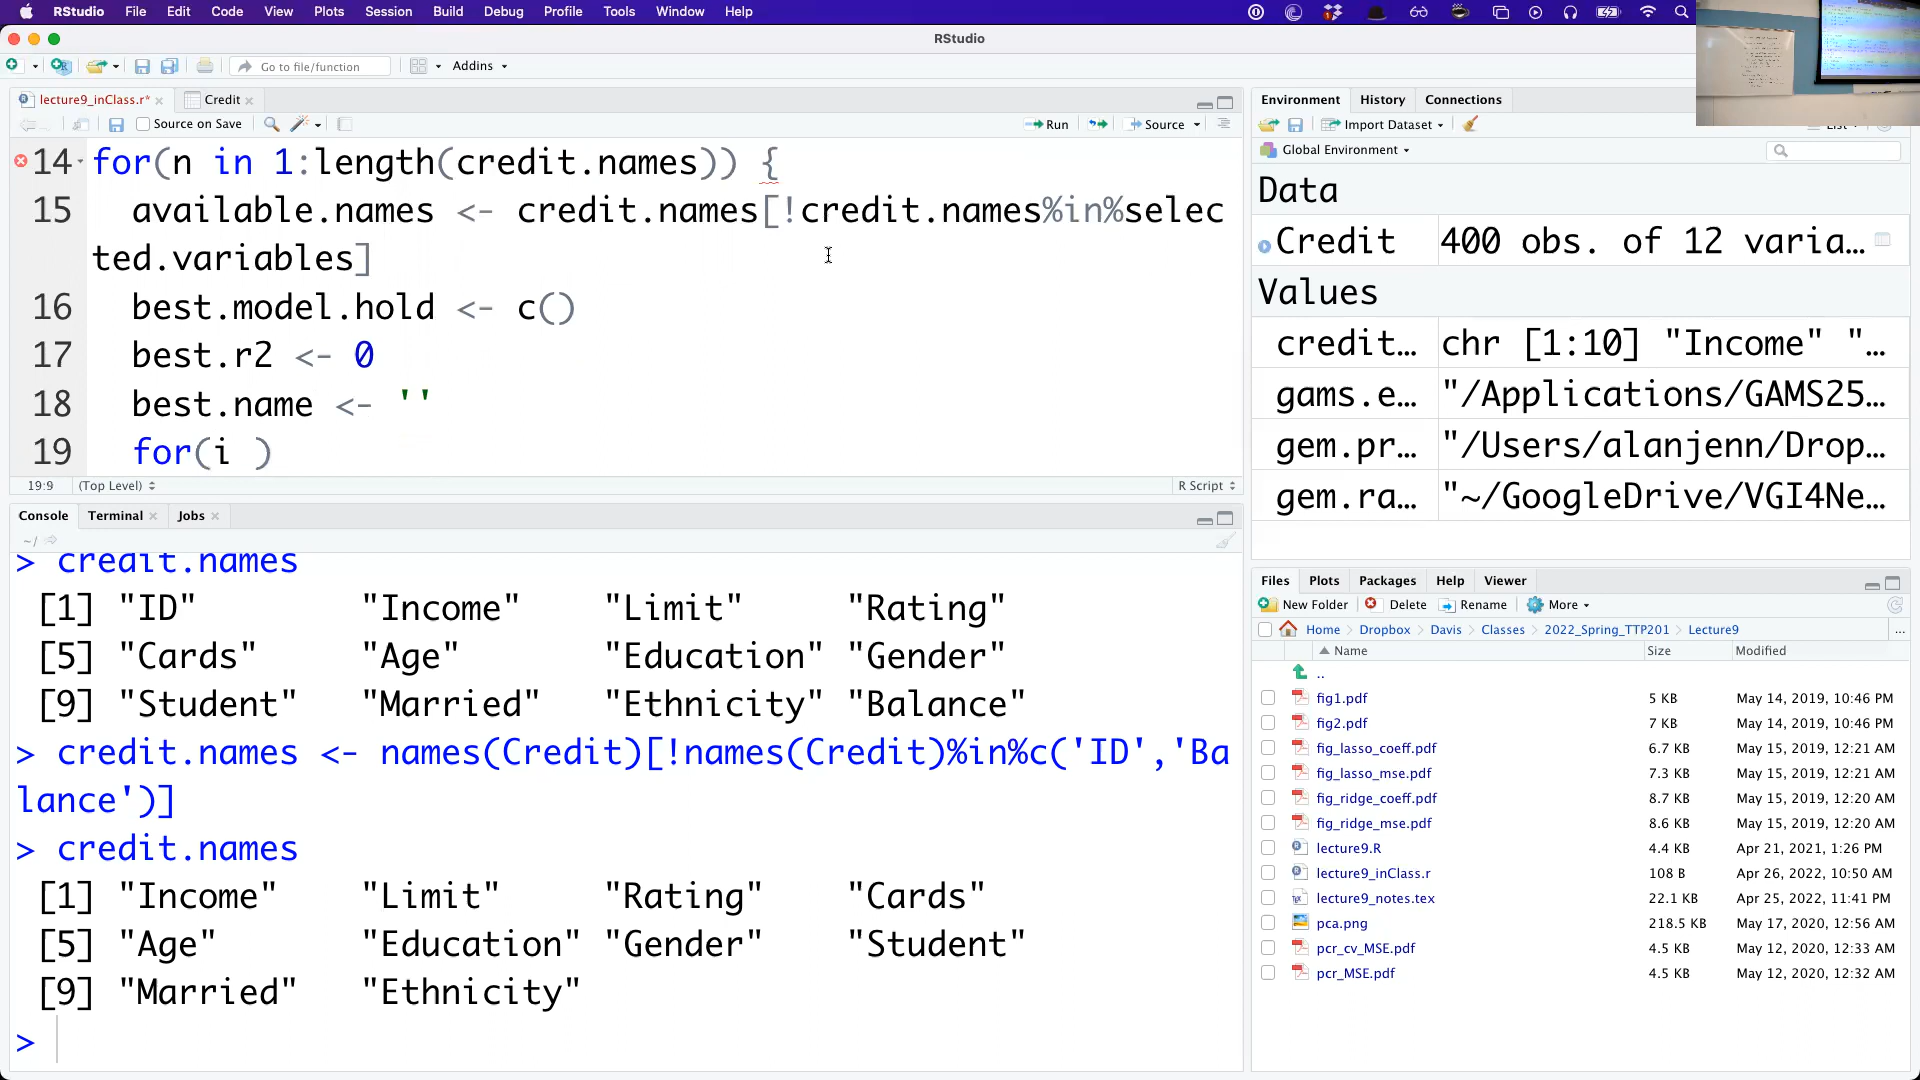 RStudio File Edit Code View Plots Session Build Debug Profile Tools Window Help
RStudio
Go to file/function Addins
lecture9_inClass.r* Credit
Source on Save Run Source
14 for(n in 1:length(credit.names)) {
15 available.names <- credit.names[!credit.names%in%selec
ted.variables]
16 best.model.hold <- c()
17 best.r2 <- 0
18 best.name <- ''
19 for(i )
19:9 (Top Level) R Script
Console Terminal Jobs
~/
> credit.names
[1] "ID" "Income" "Limit" "Rating"
[5] "Cards" "Age" "Education" "Gender"
[9] "Student" "Married" "Ethnicity" "Balance"
> credit.names <- names(Credit)[!names(Credit)%in%c('ID','Ba
lance')]
> credit.names
[1] "Income" "Limit" "Rating" "Cards"
[5] "Age" "Education" "Gender" "Student"
[9] "Married" "Ethnicity"
>
Environment History Connections
Import Dataset
Global Environment
Data
Credit 400 obs. of 12 varia…
Values
credit… chr [1:10] "Income" "…
gams.e… "/Applications/GAMS25…
gem.pr… "/Users/alanjenn/Drop…
gem.ra… "~/GoogleDrive/VGI4Ne…
Files Plots Packages Help Viewer
New Folder Delete Rename More
Home Dropbox Davis Classes 2022_Spring_TTP201 Lecture9 ...
Name Size Modified
..
fig1.pdf 5 KB May 14, 2019, 10:46 PM
fig2.pdf 7 KB May 14, 2019, 10:46 PM
fig_lasso_coeff.pdf 6.7 KB May 15, 2019, 12:21 AM
fig_lasso_mse.pdf 7.3 KB May 15, 2019, 12:21 AM
fig_ridge_coeff.pdf 8.7 KB May 15, 2019, 12:20 AM
fig_ridge_mse.pdf 8.6 KB May 15, 2019, 12:20 AM
lecture9.R 4.4 KB Apr 21, 2021, 1:26 PM
lecture9_inClass.r 108 B Apr 26, 2022, 10:50 AM
lecture9_notes.tex 22.1 KB Apr 25, 2022, 11:41 PM
pca.png 218.5 KB May 17, 2020, 12:56 AM
pcr_cv_MSE.pdf 4.5 KB May 12, 2020, 12:33 AM
pcr_MSE.pdf 4.5 KB May 12, 2020, 12:32 AM